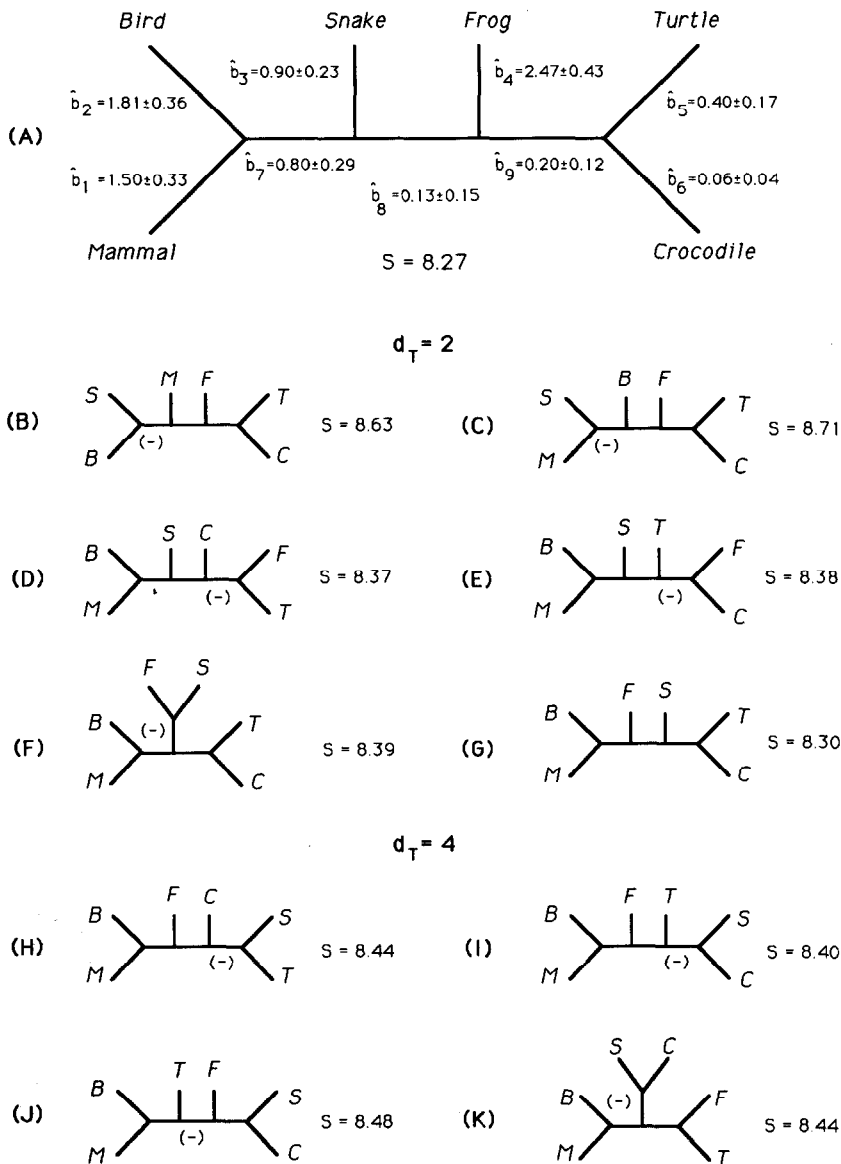 Bird Snake Frog Turtle
b̂3 =0.90±0.23 b̂4 =2.47±0.43
b̂2 =1.81±0.36 b̂5 =0.40±0.17
(A)
b̂1 =1.50±0.33 b̂7 =0.80±0.29 b̂9 =0.20±0.12 b̂6 =0.06±0.04
b̂8 0.13±0.15
Mammal S = 8.27 Crocodile
dT = 2
S M F T S B F T
(B) S = 8.63 (C) S = 8.71
(-) (-)
B C M C
B S C F B S T F
(D) S = 8.37 (E) S = 8.38
(-) (-)
M T M C
F S
B (-) T B F S T
(F) S = 8.39 (G) S = 8.30
M C M C
dT = 4
B F C S B F T S
(H) S = 8.44 (I) S = 8.40
(-) (-)
M T M C
S C
B T F S B (-) F
(J) S = 8.48 (K) S = 8.44
(-)
M C M T